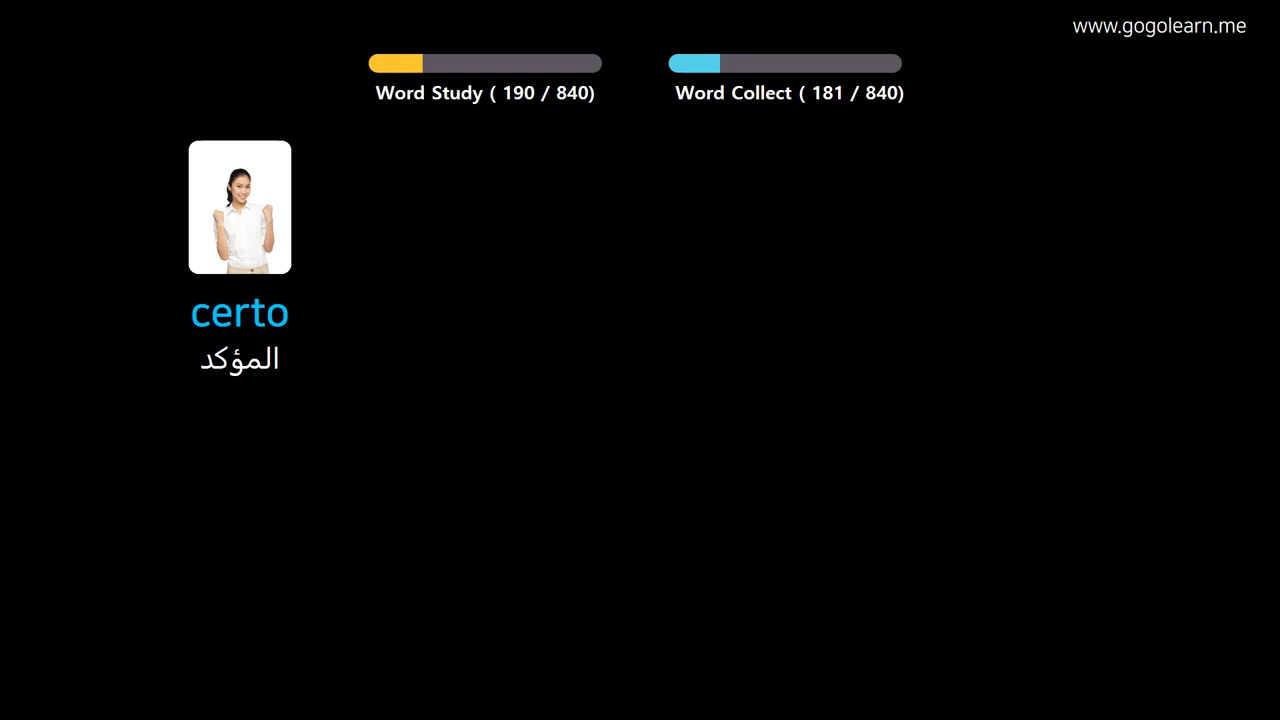 www.gogolearn.me
Word Study ( 190 / 840)
Word Collect ( 181 / 840)
certo
المؤكد